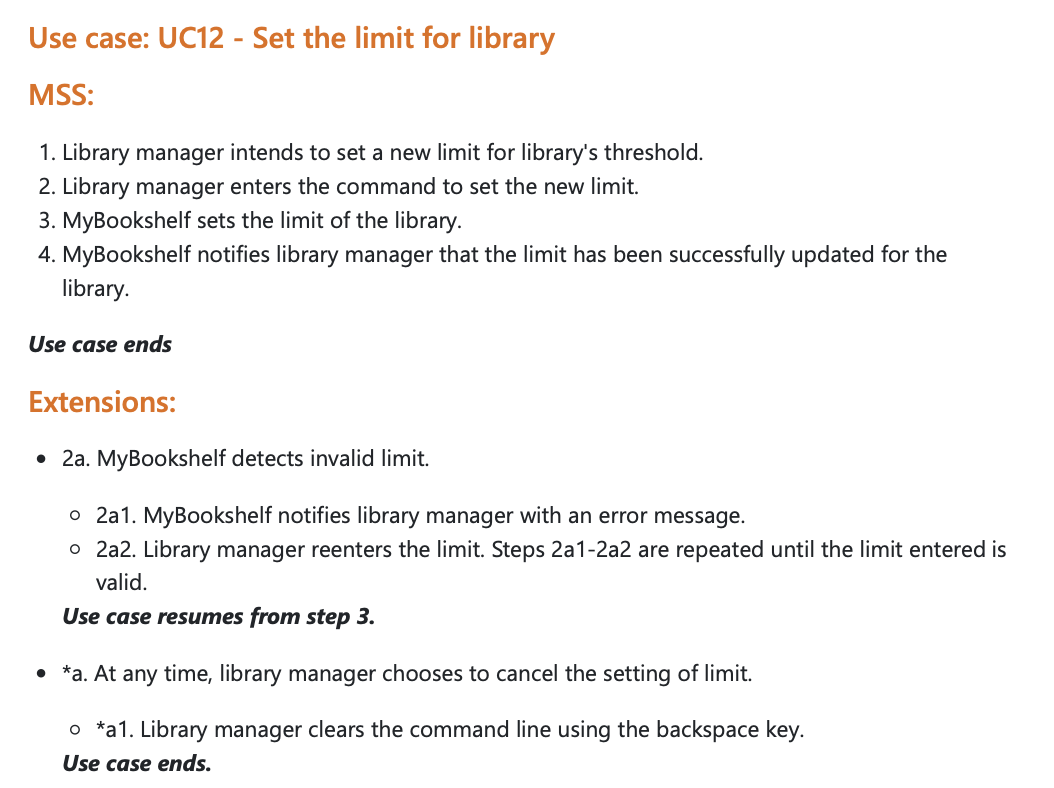 Use case: UC12 - Set the limit for library
MSS:
1. Library manager intends to set a new limit for library's threshold.
2. Library manager enters the command to set the new limit.
3. MyBookshelf sets the limit of the library.
4. MyBookshelf notifies library manager that the limit has been successfully updated for the
library.
Use case ends
Extensions:
• 2a. MyBookshelf detects invalid limit.
○ 2a1. MyBookshelf notifies library manager with an error message.
○ 2a2. Library manager reenters the limit. Steps 2a1-2a2 are repeated until the limit entered is
valid.
Use case resumes from step 3.
• *a. At any time, library manager chooses to cancel the setting of limit.
○ *a1. Library manager clears the command line using the backspace key.
Use case ends.